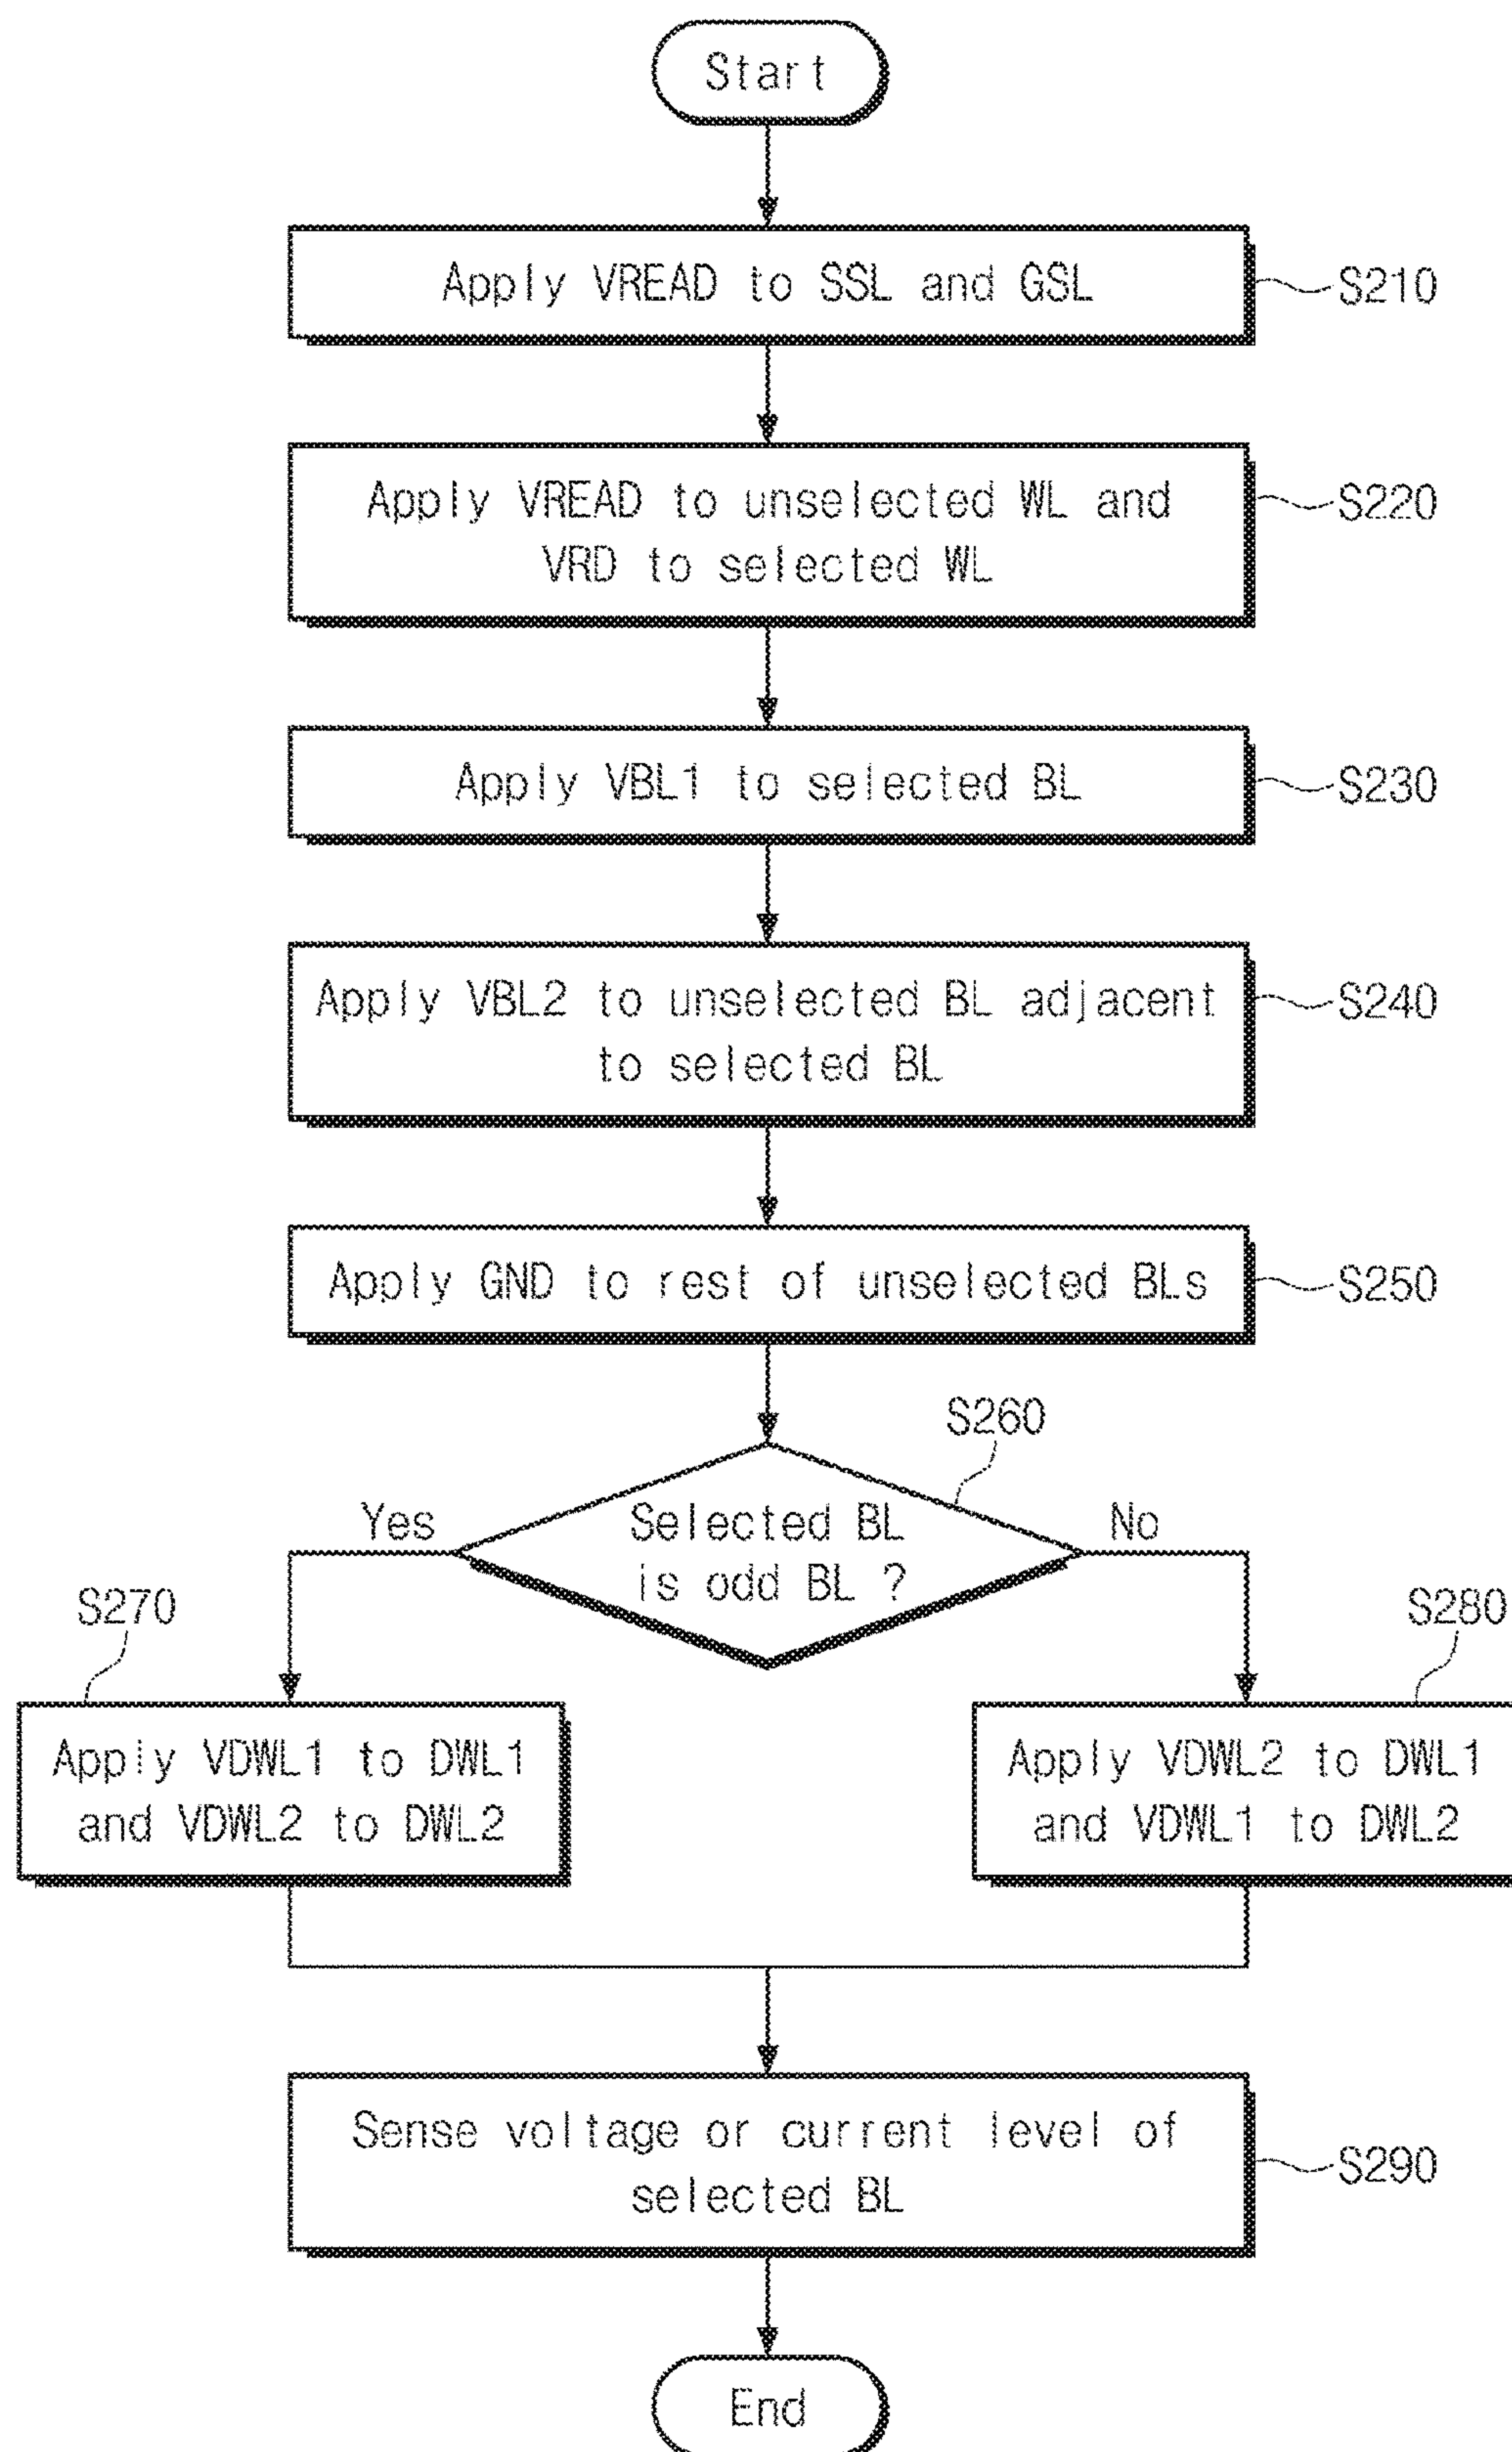 Start
Apply VREAD to SSL and GSL
S210
Apply VREAD to unselected WL and
VRD to selected WL
S220
Apply VBL1 to selected BL
S230
Apply VBL2 to unselected BL adjacent
to selected BL
S240
Apply GND to rest of unselected BLs
S250
S260
Yes
Selected BL
is odd BL ?
No
S270
S280
Apply VDWL1 to DWL1
and VDWL2 to DWL2
Apply VDWL2 to DWL1
and VDWL1 to DWL2
Sense voltage or current level of
selected BL
S290
End